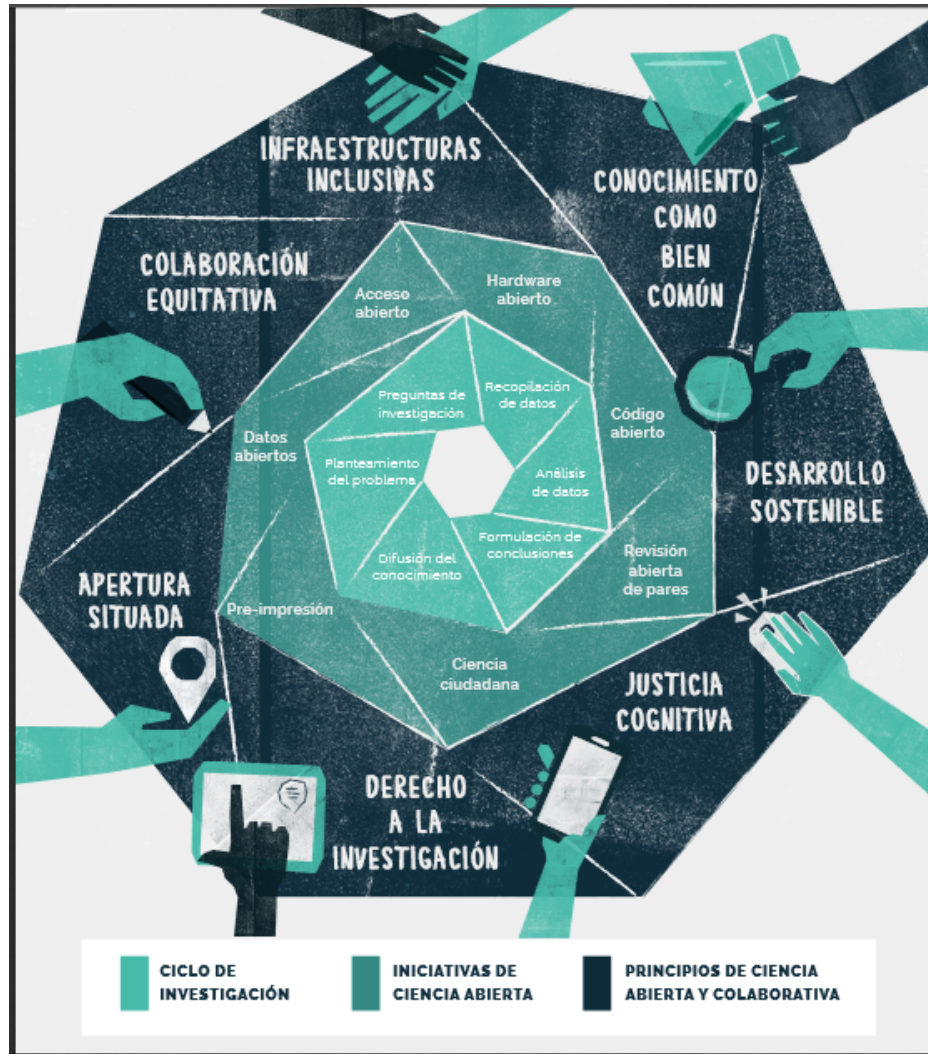 INFRAESTRUCTURAS
INCLUSIVAS
CONOCIMIENTO
COMO
BIEN
COMÚN
COLABORACIÓN
EQUITATIVA
DESARROLLO
SOSTENIBLE
APERTURA
SITUADA
JUSTICIA
COGNITIVA
DERECHO
A LA
INVESTIGACIÓN
Acceso
abierto
Hardware
abierto
Datos
abiertos
Código
abierto
Revisión
abierta
de pares
Pre-impresión
Ciencia
ciudadana
Preguntas de
investigación
Recopilación
de datos
Planteamiento
del problema
Análisis
de datos
Difusión del
conocimiento
Formulación de
conclusiones
CICLO DE
INVESTIGACIÓN
INICIATIVAS DE
CIENCIA ABIERTA
PRINCIPIOS DE CIENCIA
ABIERTA Y COLABORATIVA